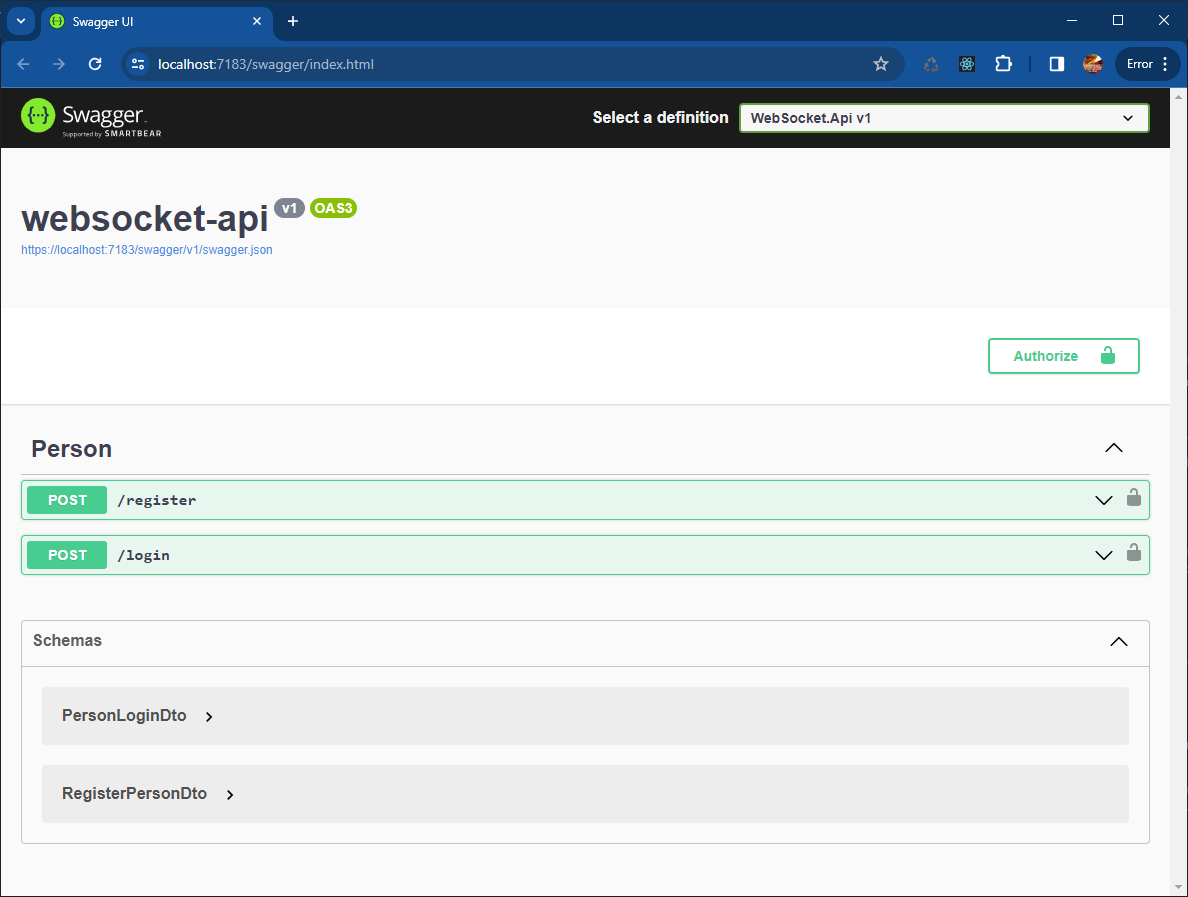 Swagger UI
localhost:7183/swagger/index.html
Error
Swagger
Supported by SMARTBEAR
Select a definition
WebSocket.Api v1
websocket-api v1 OAS3
https://localhost:7183/swagger/v1/swagger.json
Authorize
Person
POST /register
POST /login
Schemas
PersonLoginDto
RegisterPersonDto